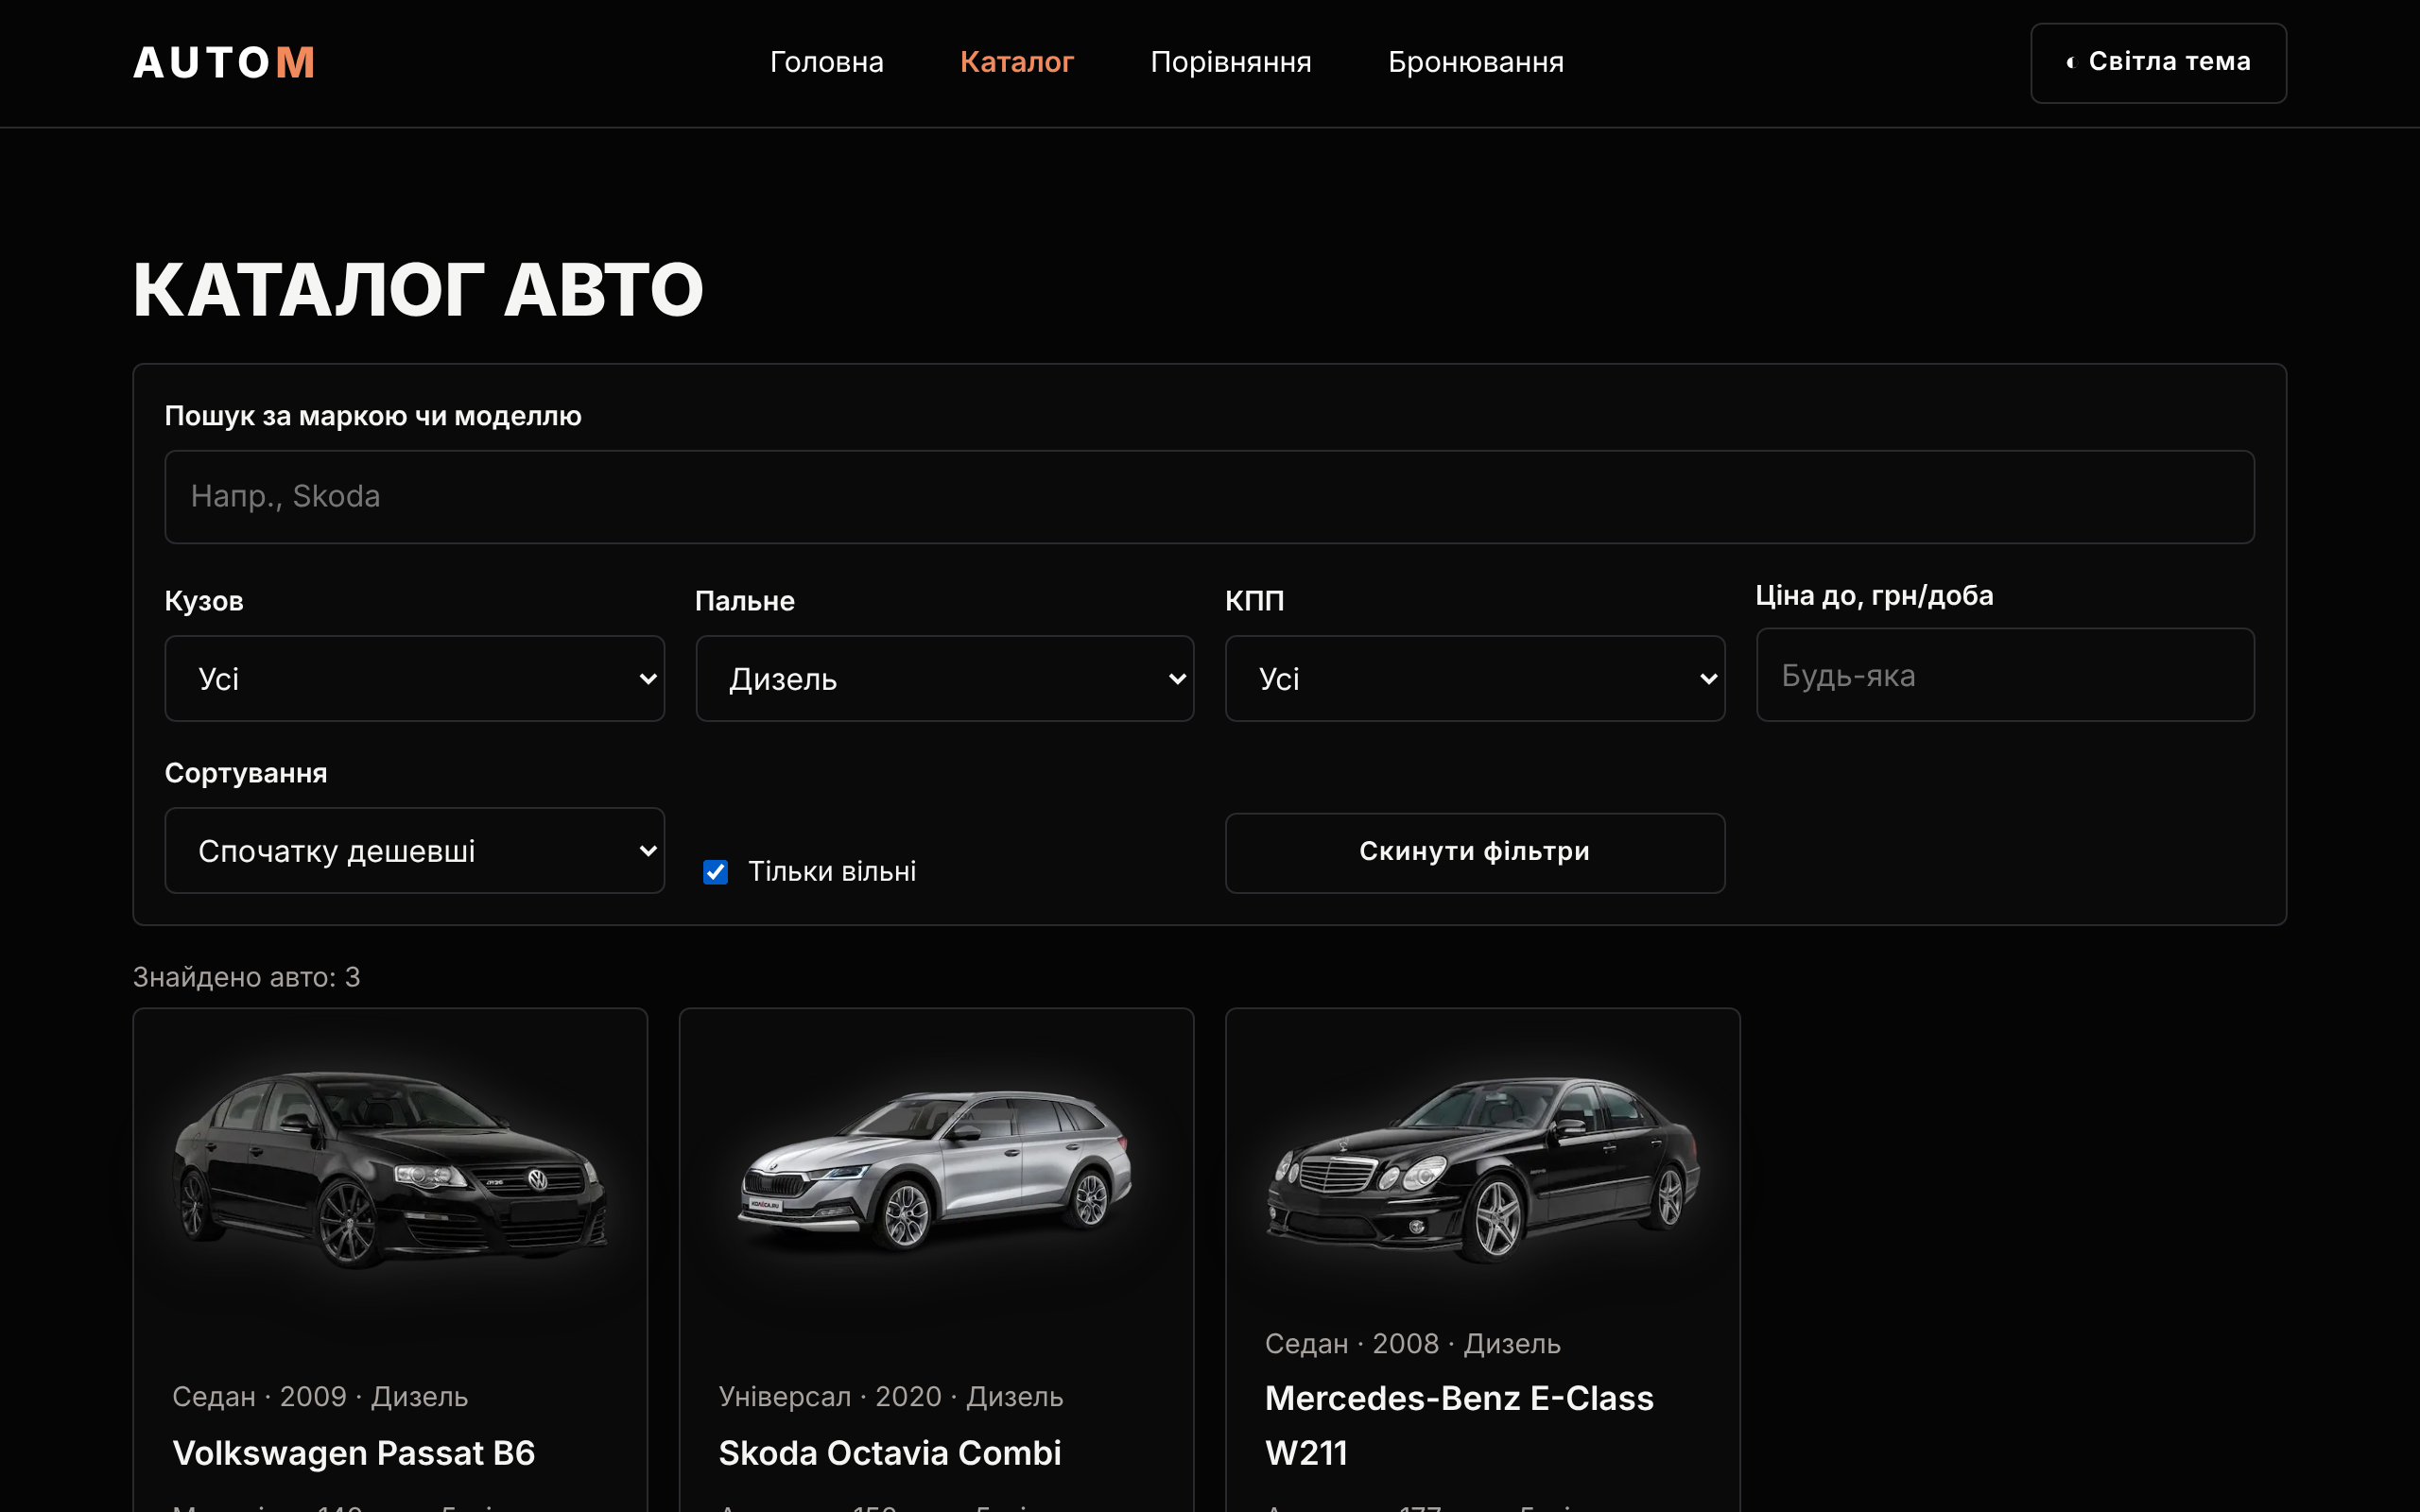 AUTOM
Головна Каталог Порівняння Бронювання
Світла тема
КАТАЛОГ АВТО
Пошук за маркою чи моделлю
Напр., Skoda
Кузов Пальне КПП Ціна до, грн/доба
Усі Дизель Усі Будь-яка
Сортування
Спочатку дешевші Тільки вільні Скинути фільтри
Знайдено авто: 3
Седан · 2009 · Дизель
Volkswagen Passat B6
Універсал · 2020 · Дизель
Skoda Octavia Combi
Седан · 2008 · Дизель
Mercedes-Benz E-Class
W211